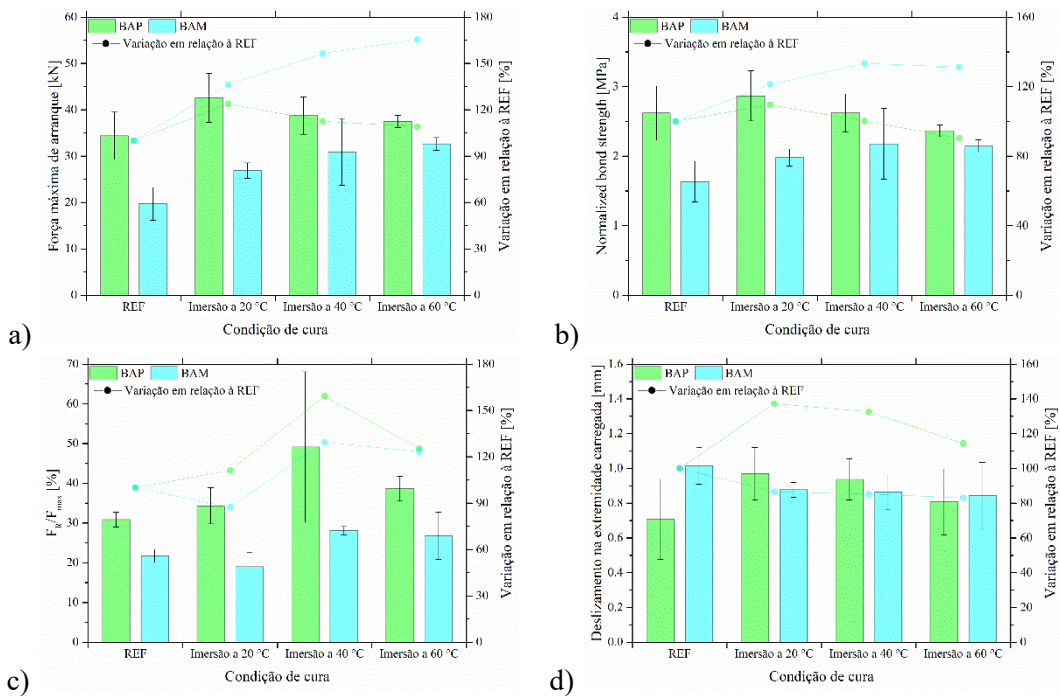 BAP BAM
Variação em relação à REF
Força máxima de arranque [kN]
0 10 20 30 40 50 60
Variação em relação à REF [%]
0 30 60 90 120 150 180
REF Imersão a 20 °C Imersão a 40 °C Imersão a 60 °C
Condição de cura
a)
BAP BAM
Variação em relação à REF
Normalized bond strength [MPa]
0 1 2 3 4
Variação em relação à REF [%]
0 40 80 120 160
REF Imersão a 20 °C Imersão a 40 °C Imersão a 60 °C
Condição de cura
b)
BAP BAM
Variação em relação à REF
F_R/F_max [%]
0 10 20 30 40 50 60 70
Variação em relação à REF [%]
0 30 60 90 120 150 180
REF Imersão a 20 °C Imersão a 40 °C Imersão a 60 °C
Condição de cura
c)
BAP BAM
Variação em relação à REF
Deslizamento na extremidade carregada [mm]
0.0 0.2 0.4 0.6 0.8 1.0 1.2 1.4 1.6
Variação em relação à REF [%]
0 20 40 60 80 100 120 140 160
REF Imersão a 20 °C Imersão a 40 °C Imersão a 60 °C
Condição de cura
d)